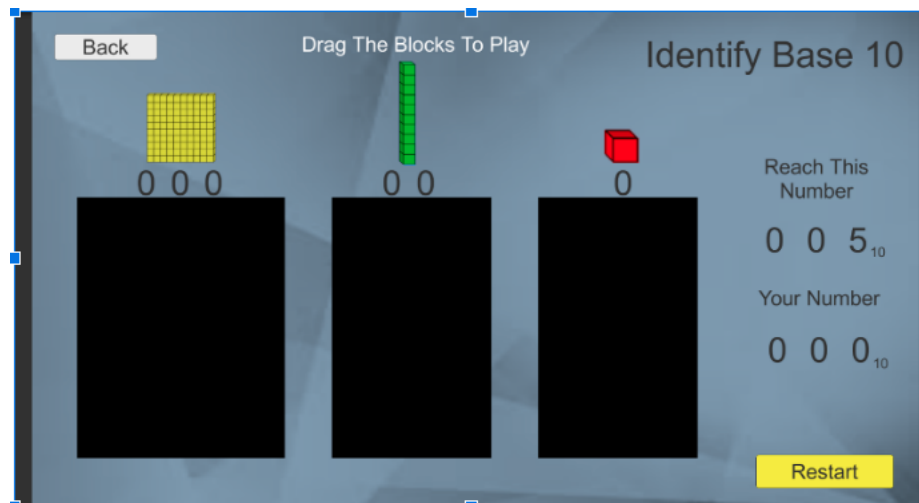 Back
Drag The Blocks To Play
Identify Base 10
0 0 0
0 0
0
Reach This
Number
0 0 5 10
Your Number
0 0 0 10
Restart